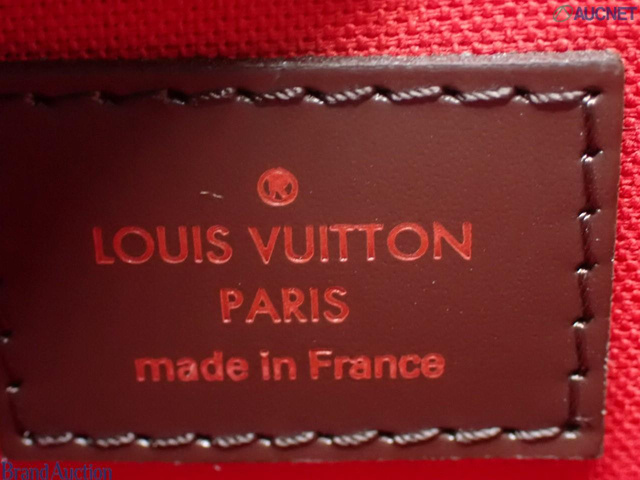 AUCNET
®
LOUIS VUITTON
PARIS
made in France
Brand Auction